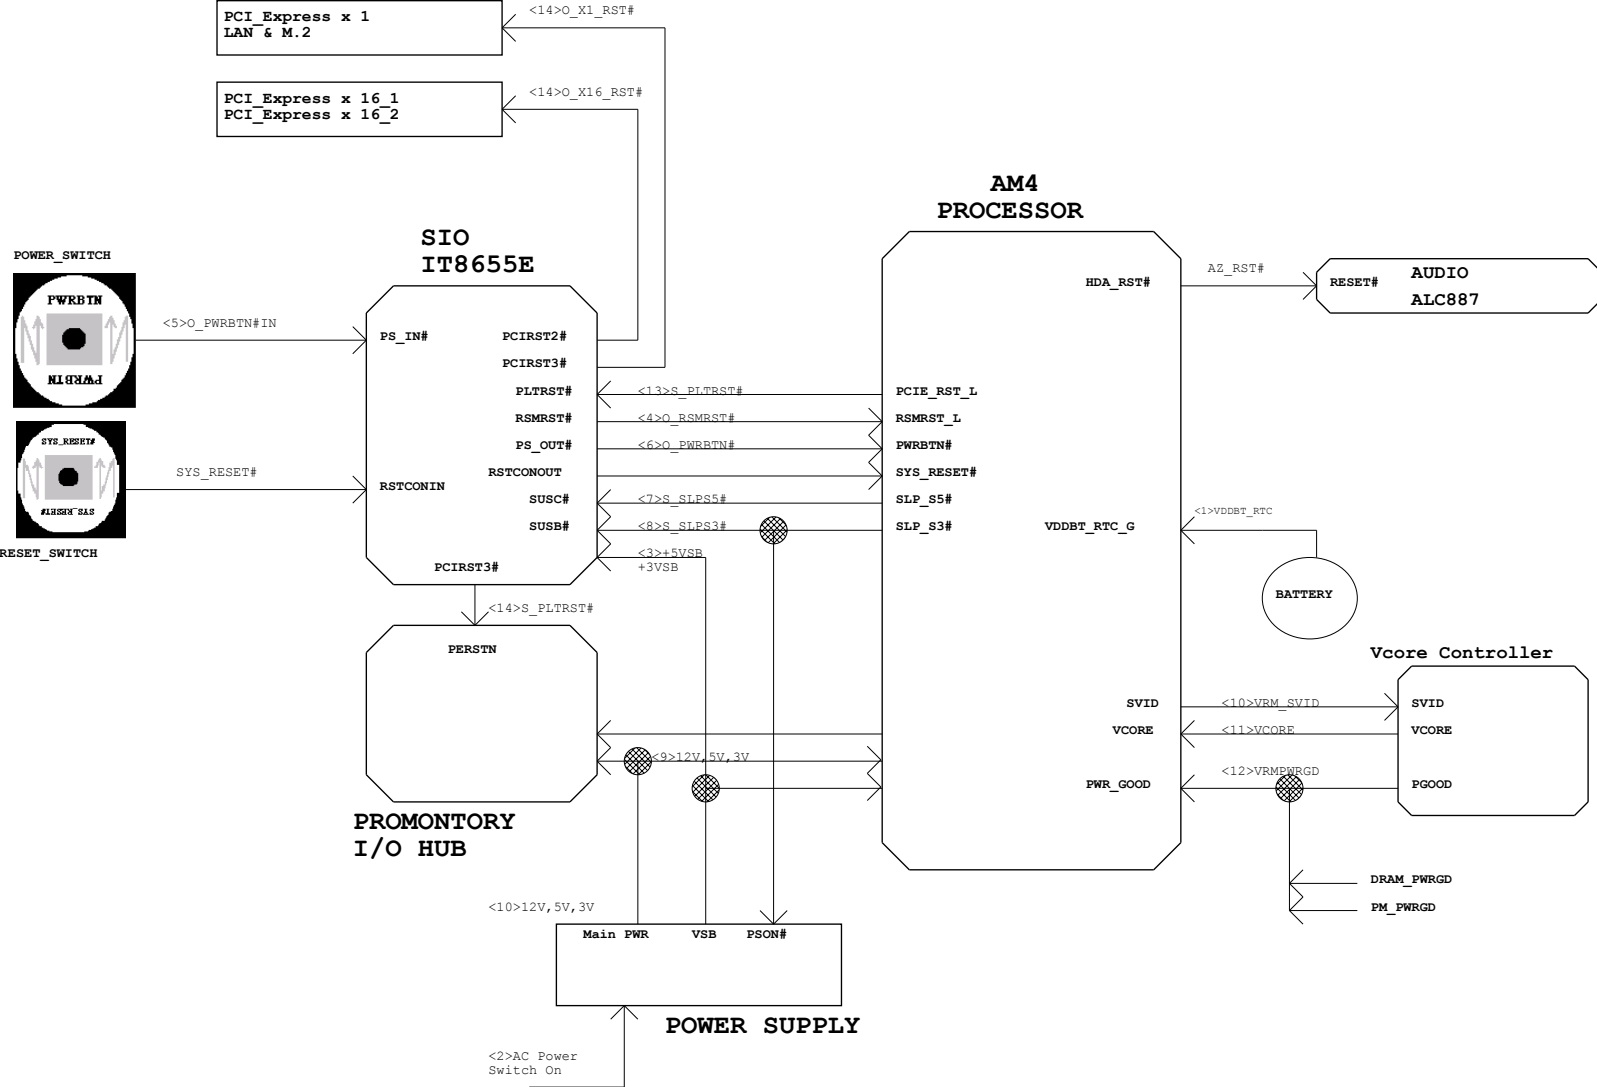 <14>O_X1_RST#
PCI_Express x 1
LAN & M.2
<14>O_X16_RST#
PCI_Express x 16_1
PCI_Express x 16_2
AM4
PROCESSOR
SIO
IT8655E
POWER_SWITCH
PWRBTN
PWRBTN
<5>O_PWRBTN#IN
PS_IN#
PCIRST2#
PCIRST3#
PLTRST#
<13>S_PLTRST#
PCIE_RST_L
RSMRST#
<4>O_RSMRST#
RSMRST_L
PS_OUT#
<6>O_PWRBTN#
PWRBTN#
RSTCONOUT
SYS_RESET#
SUSC#
<7>S_SLPS5#
SLP_S5#
SUSB#
<8>S_SLPS3#
SLP_S3#
<3>+5VSB
+3VSB
SYS_RESET#
SYS_RESET#
SYS_RESET#
RSTCONIN
RESET_SWITCH
PCIRST3#
<14>S_PLTRST#
PERSTN
HDA_RST#
AZ_RST#
RESET#
AUDIO
ALC887
VDDBT_RTC_G
<1>VDDBT_RTC
BATTERY
Vcore Controller
SVID
<10>VRM_SVID
SVID
VCORE
<11>VCORE
VCORE
<9>12V,5V,3V
PWR_GOOD
<12>VRMPWRGD
PGOOD
PROMONTORY
I/O HUB
DRAM_PWRGD
PM_PWRGD
<10>12V,5V,3V
Main PWR
VSB
PSON#
POWER SUPPLY
<2>AC Power
Switch On